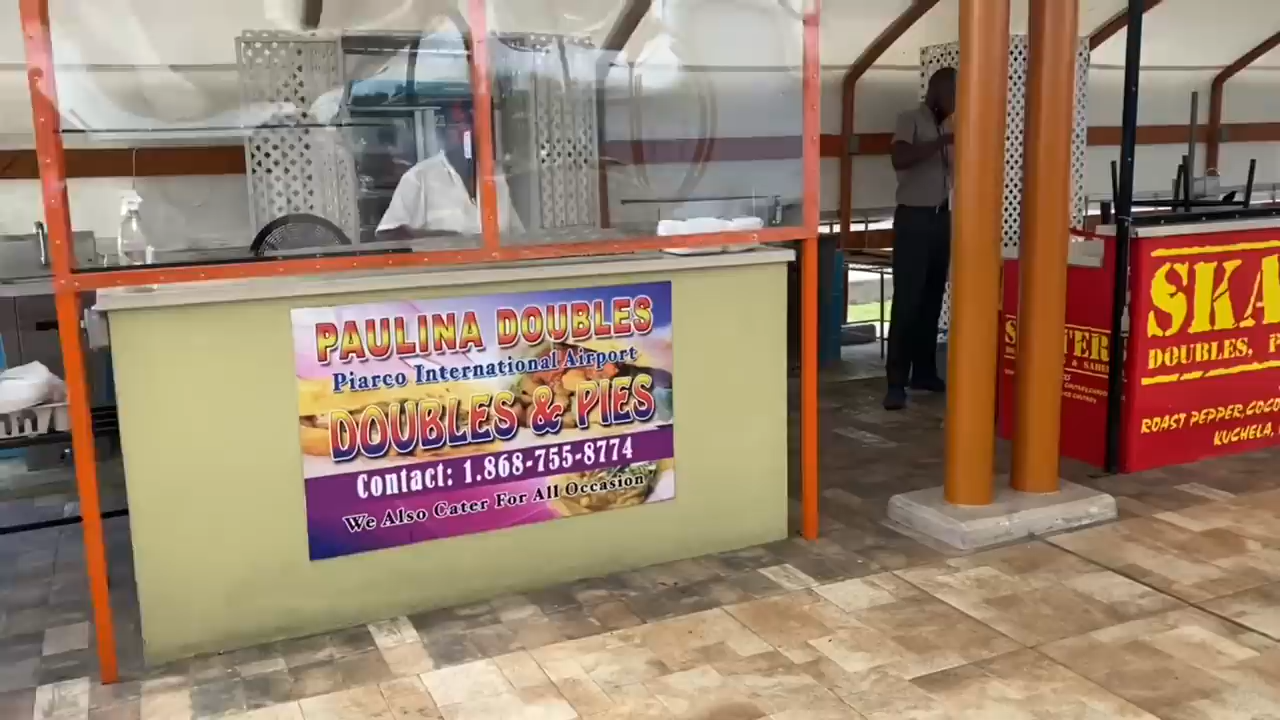 PAULINA DOUBLES
Piarco International Airport
DOUBLES & PIES
Contact: 1.868-755-8774
We Also Cater For All Occasion
SKA
DOUBLES,
ROAST PEPPER,
KUCHELA,